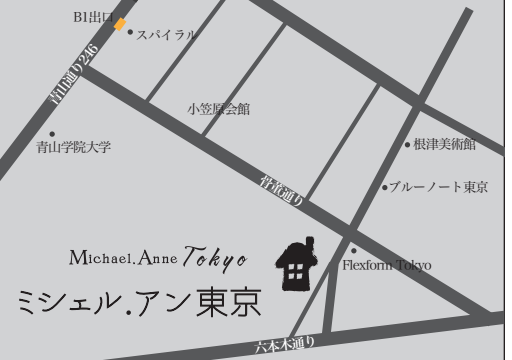 B1出口
スパイラル
青山通り246
小笠原会館
青山学院大学
根津美術館
ブルーノート東京
骨董通り
Michael.Anne Tokyo
Flexform Tokyo
ミシェル.アン東京
六本木通り